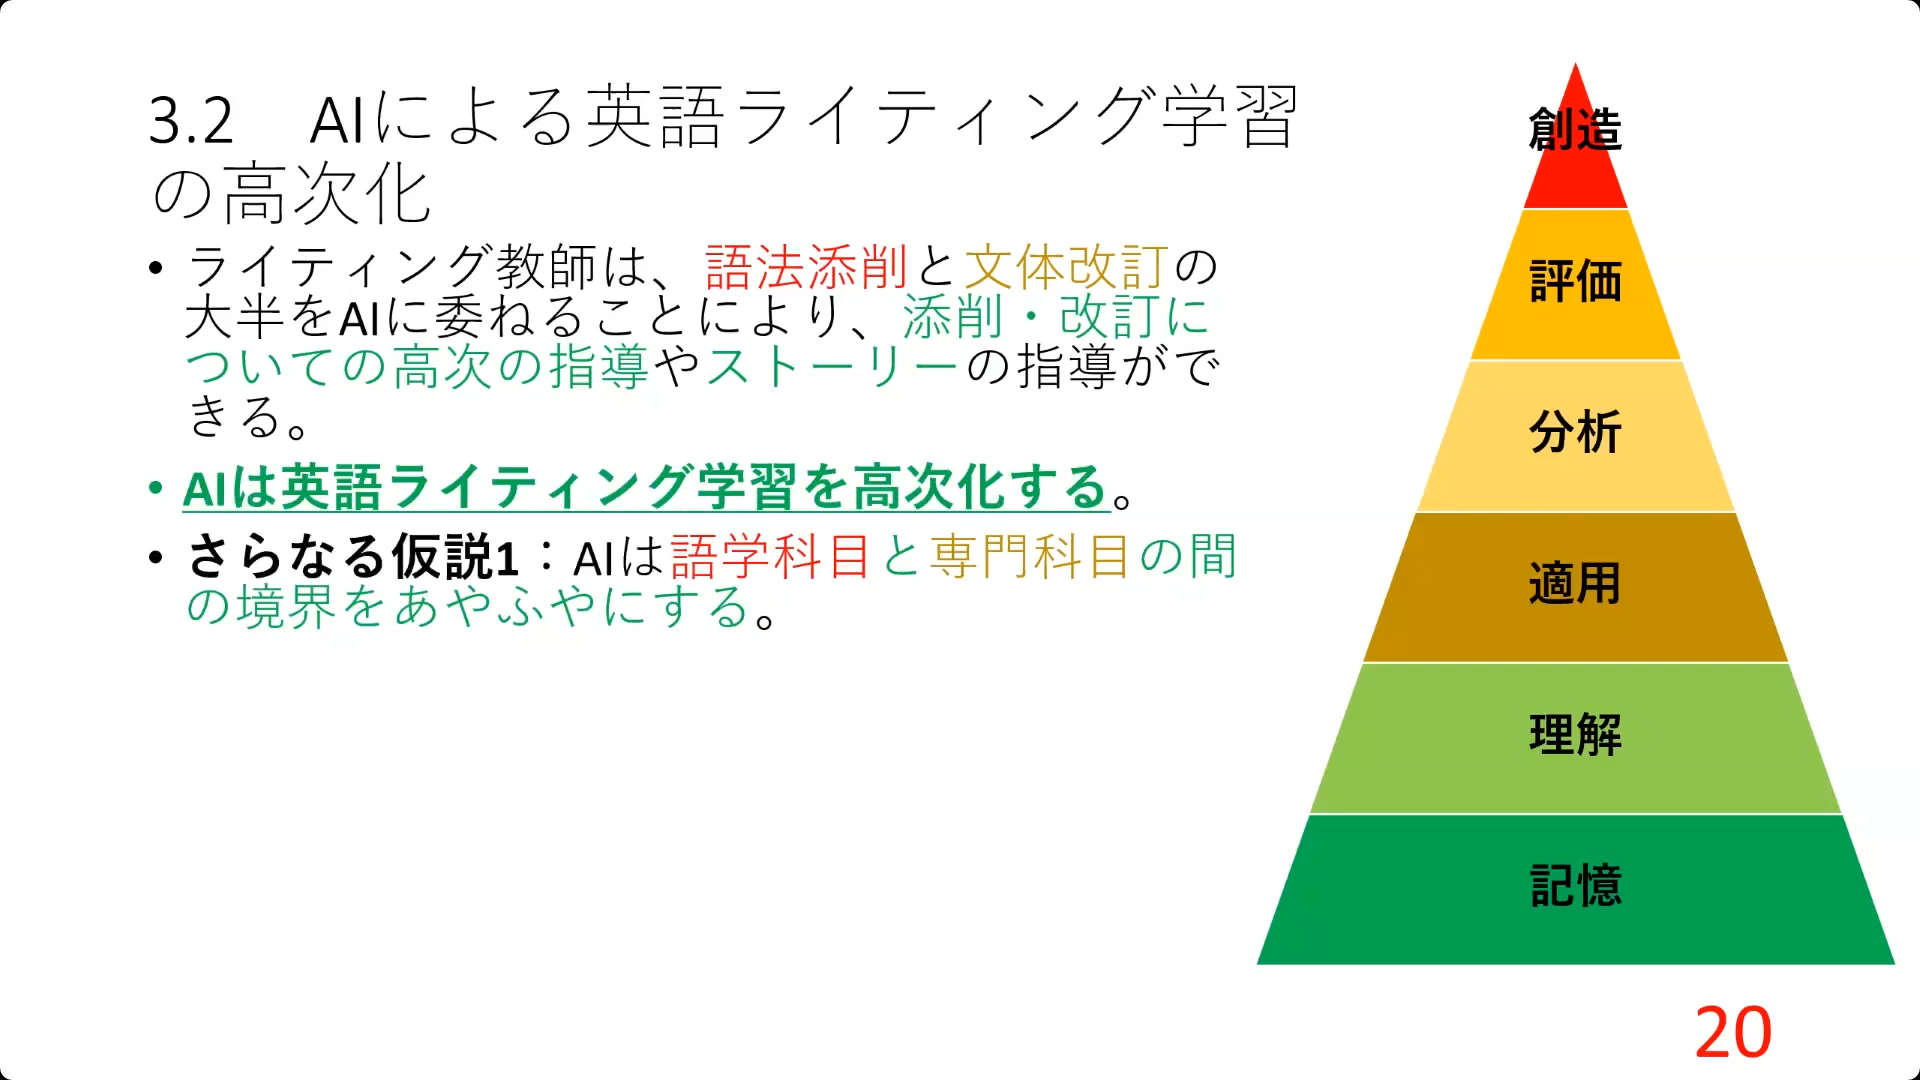 3.2　AIによる英語ライティング学習
の高次化
• ライティング教師は、語法添削と文体改訂の
大半をAIに委ねることにより、添削・改訂に
ついての高次の指導やストーリーの指導がで
きる。
• AIは英語ライティング学習を高次化する。
• さらなる仮説1：AIは語学科目と専門科目の間
の境界をあやふやにする。
創造
評価
分析
適用
理解
記憶
20